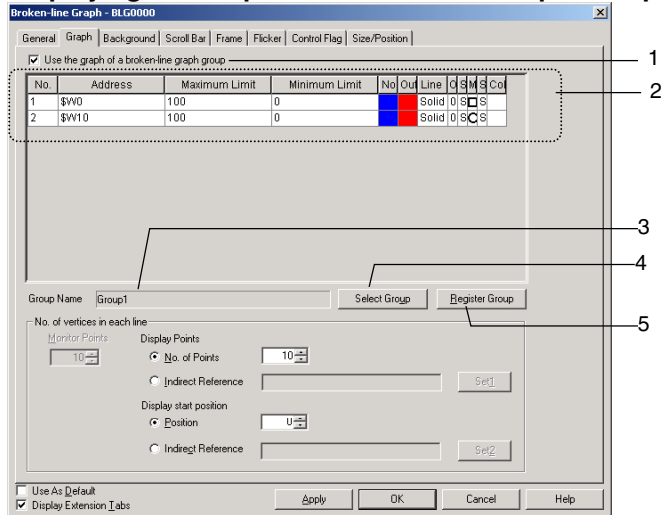 Broken-line Graph - BLG0000
General Graph Background Scroll Bar Frame Flicker Control Flag Size/Position
Use the graph of a broken-line graph group 1
No. Address Maximum Limit Minimum Limit No Out Line O S M S Col 2
1 $W0 100 0 Solid 0 S S
2 $W10 100 0 Solid 0 S S
3
4
Group Name Group1 Select Group Register Group
5
No. of vertices in each line
Monitor Points Display Points
10 No. of Points 10
Indirect Reference Set1
Display start position
Position 0
Indirect Reference Set2
Use As Default
Display Extension Tabs Apply OK Cancel Help